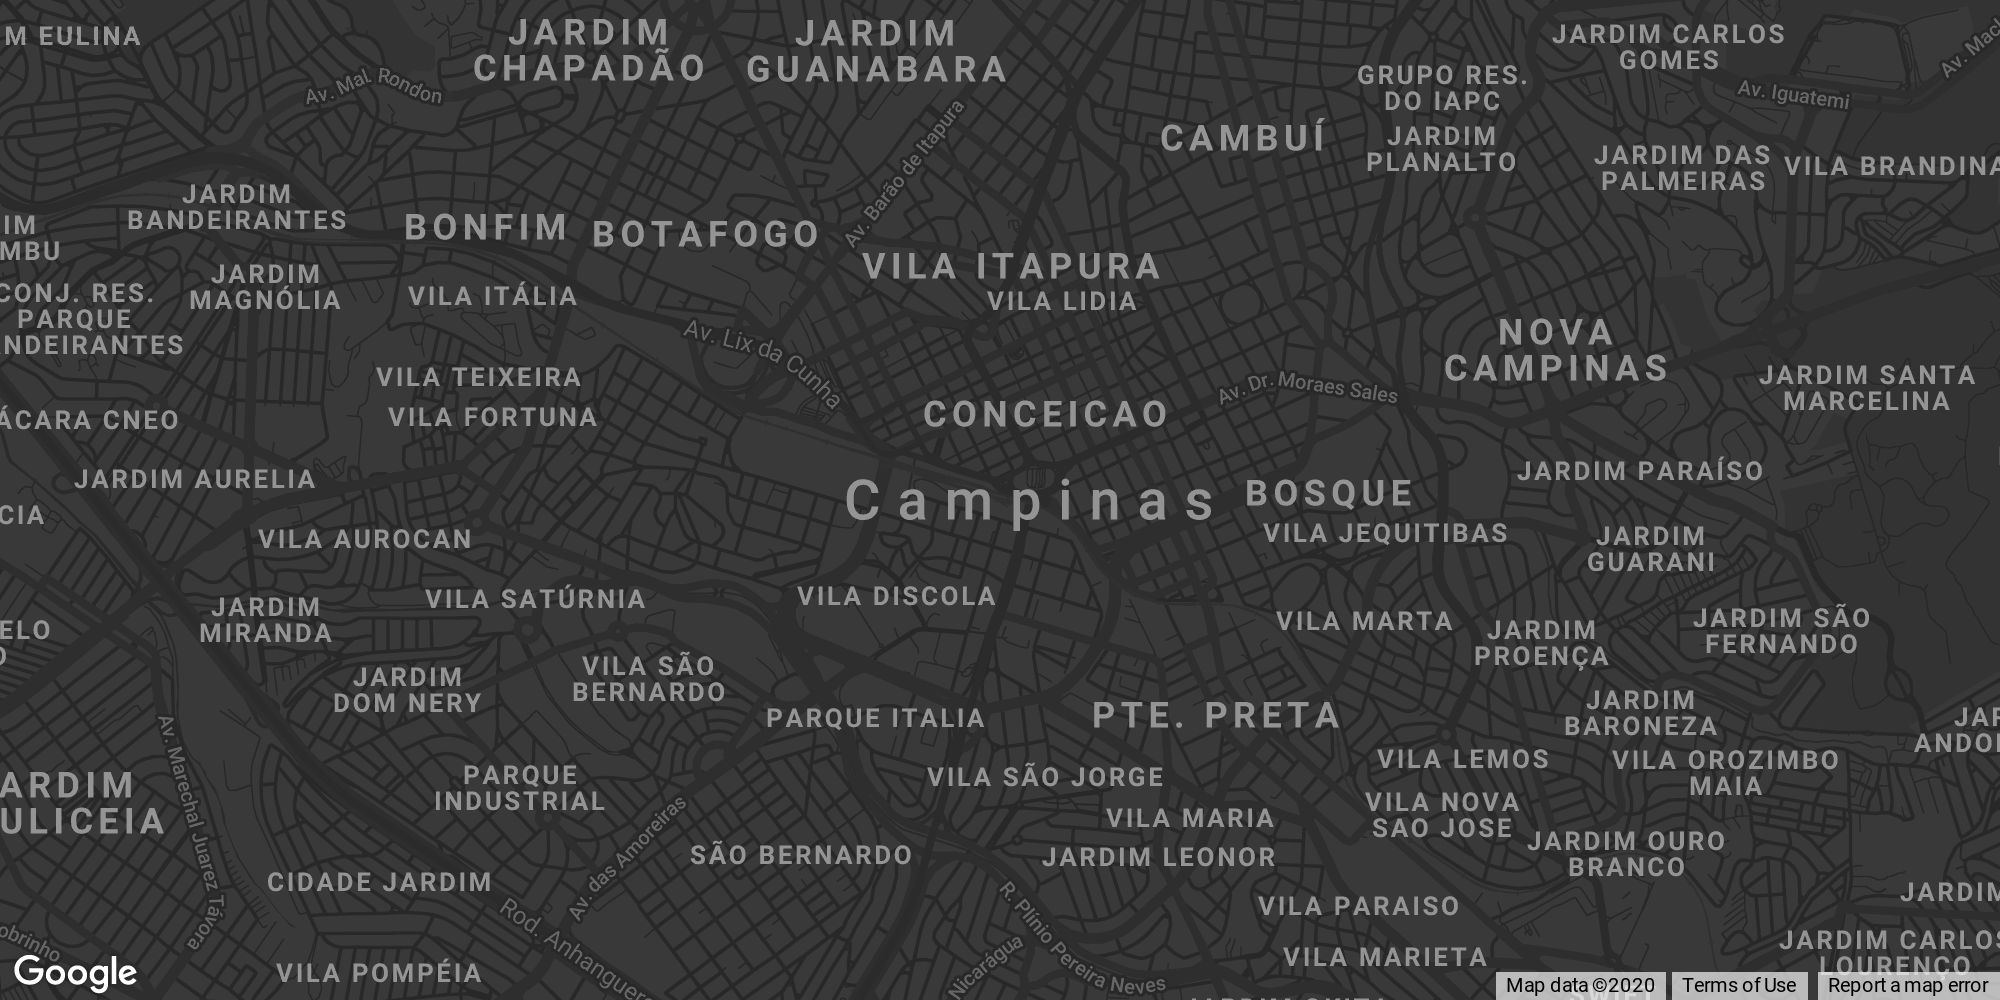 M EULINA
JARDIM
CHAPADÃO
JARDIM
GUANABARA
JARDIM CARLOS
GOMES
Av. Mal. Rondon
GRUPO RES.
DO IAPC
Av. Iguatemi
Av. Mac
Av. Barão de Itapura
CAMBUÍ
JARDIM
PLANALTO
JARDIM DAS
PALMEIRAS
VILA BRANDINA
JARDIM
BANDEIRANTES
IM
MBU
BONFIM
BOTAFOGO
VILA ITAPURA
VILA LIDIA
JARDIM
MAGNÓLIA
VILA ITÁLIA
CONJ. RES.
PARQUE
NDEIRANTES
Av. Lix da Cunha
NOVA
CAMPINAS
VILA TEIXEIRA
VILA FORTUNA
Av. Dr. Moraes Sales
JARDIM SANTA
MARCELINA
ÁCARA CNEO
CONCEICAO
JARDIM AURELIA
JARDIM PARAÍSO
Campinas
BOSQUE
VILA JEQUITIBAS
CIA
VILA AUROCAN
JARDIM
GUARANI
VILA SATÚRNIA
VILA DISCOLA
JARDIM
MIRANDA
ELO
O
VILA MARTA
JARDIM
PROENÇA
JARDIM SÃO
FERNANDO
JARDIM
DOM NERY
VILA SÃO
BERNARDO
PARQUE ITALIA
PTE. PRETA
JARDIM
BARONEZA
JAR
ANDOR
Av. Marechal Juarez Távora
VILA LEMOS
VILA OROZIMBO
MAIA
ARDIM
ULICEIA
PARQUE
INDUSTRIAL
VILA SÃO JORGE
VILA NOVA
SAO JOSE
VILA MARIA
Av. das Amoreiras
SÃO BERNARDO
JARDIM LEONOR
JARDIM OURO
BRANCO
CIDADE JARDIM
JARDIM
Rod. Anhanguera
R. Plínio Pereira Neves
VILA PARAISO
obrinho
Nicarágua
VILA MARIETA
JARDIM CARLOS
LOURENÇO
VILA POMPÉIA
Google
SWIFT
Map data ©2020
Terms of Use
Report a map error